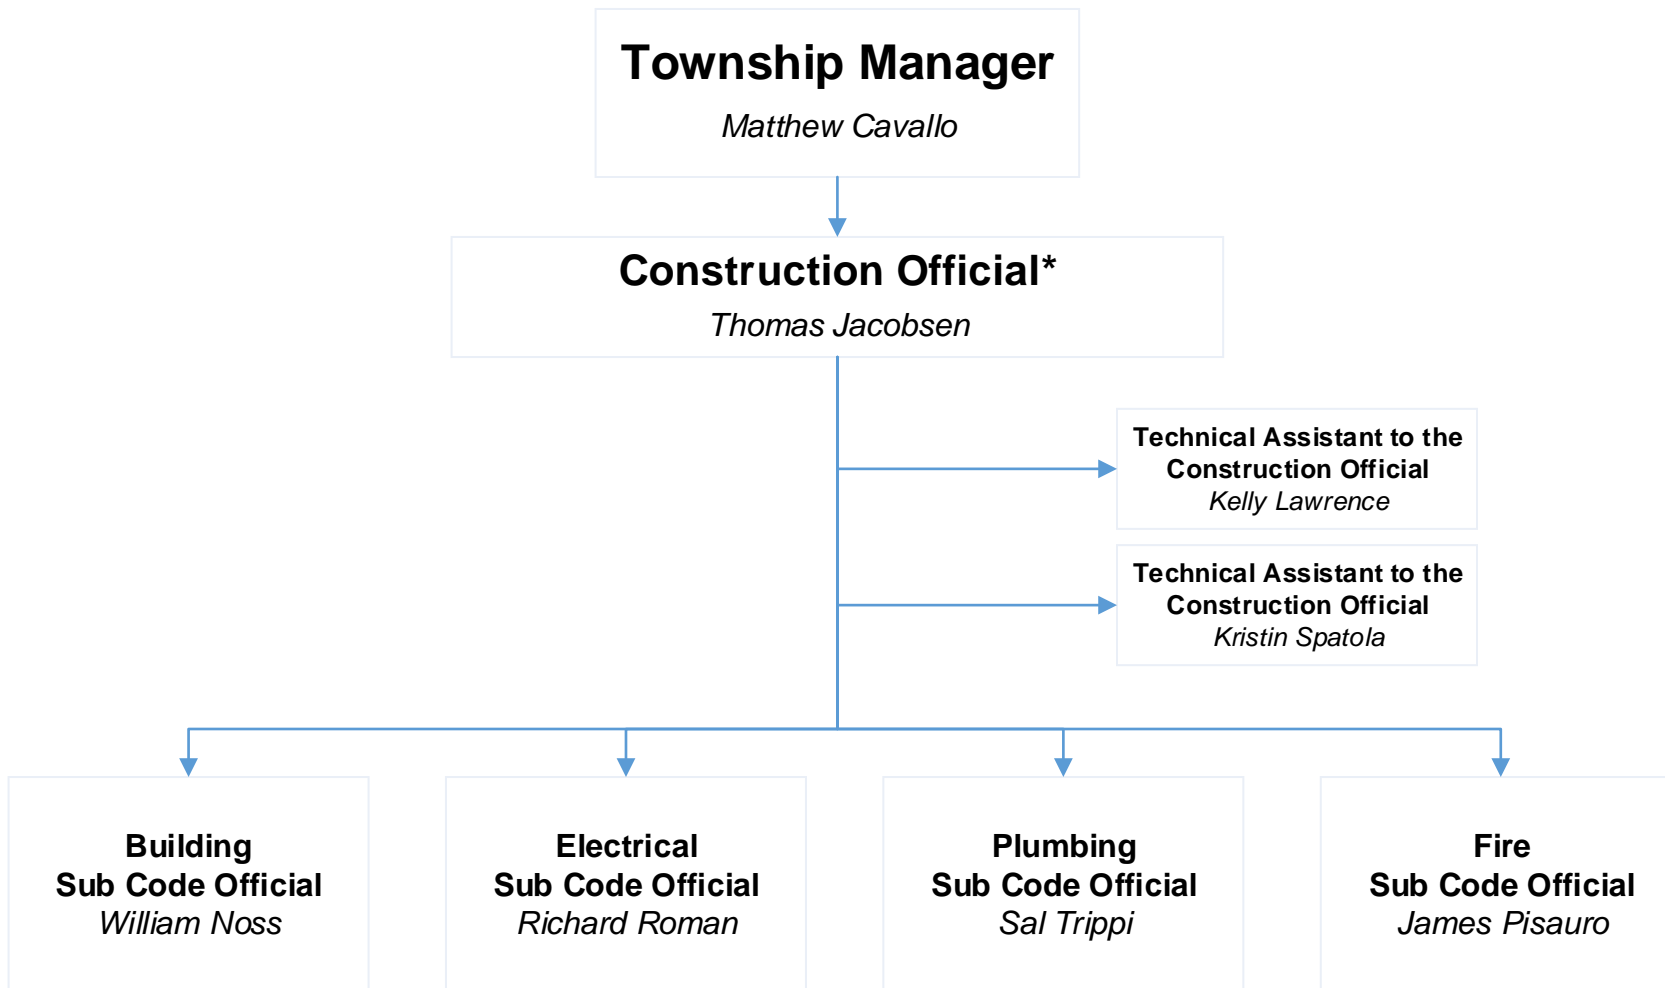 Township Manager
Matthew Cavallo
Construction Official*
Thomas Jacobsen
Technical Assistant to the
Construction Official
Kelly Lawrence
Technical Assistant to the
Construction Official
Kristin Spatola
Building
Sub Code Official
William Noss
Electrical
Sub Code Official
Richard Roman
Plumbing
Sub Code Official
Sal Trippi
Fire
Sub Code Official
James Pisauro